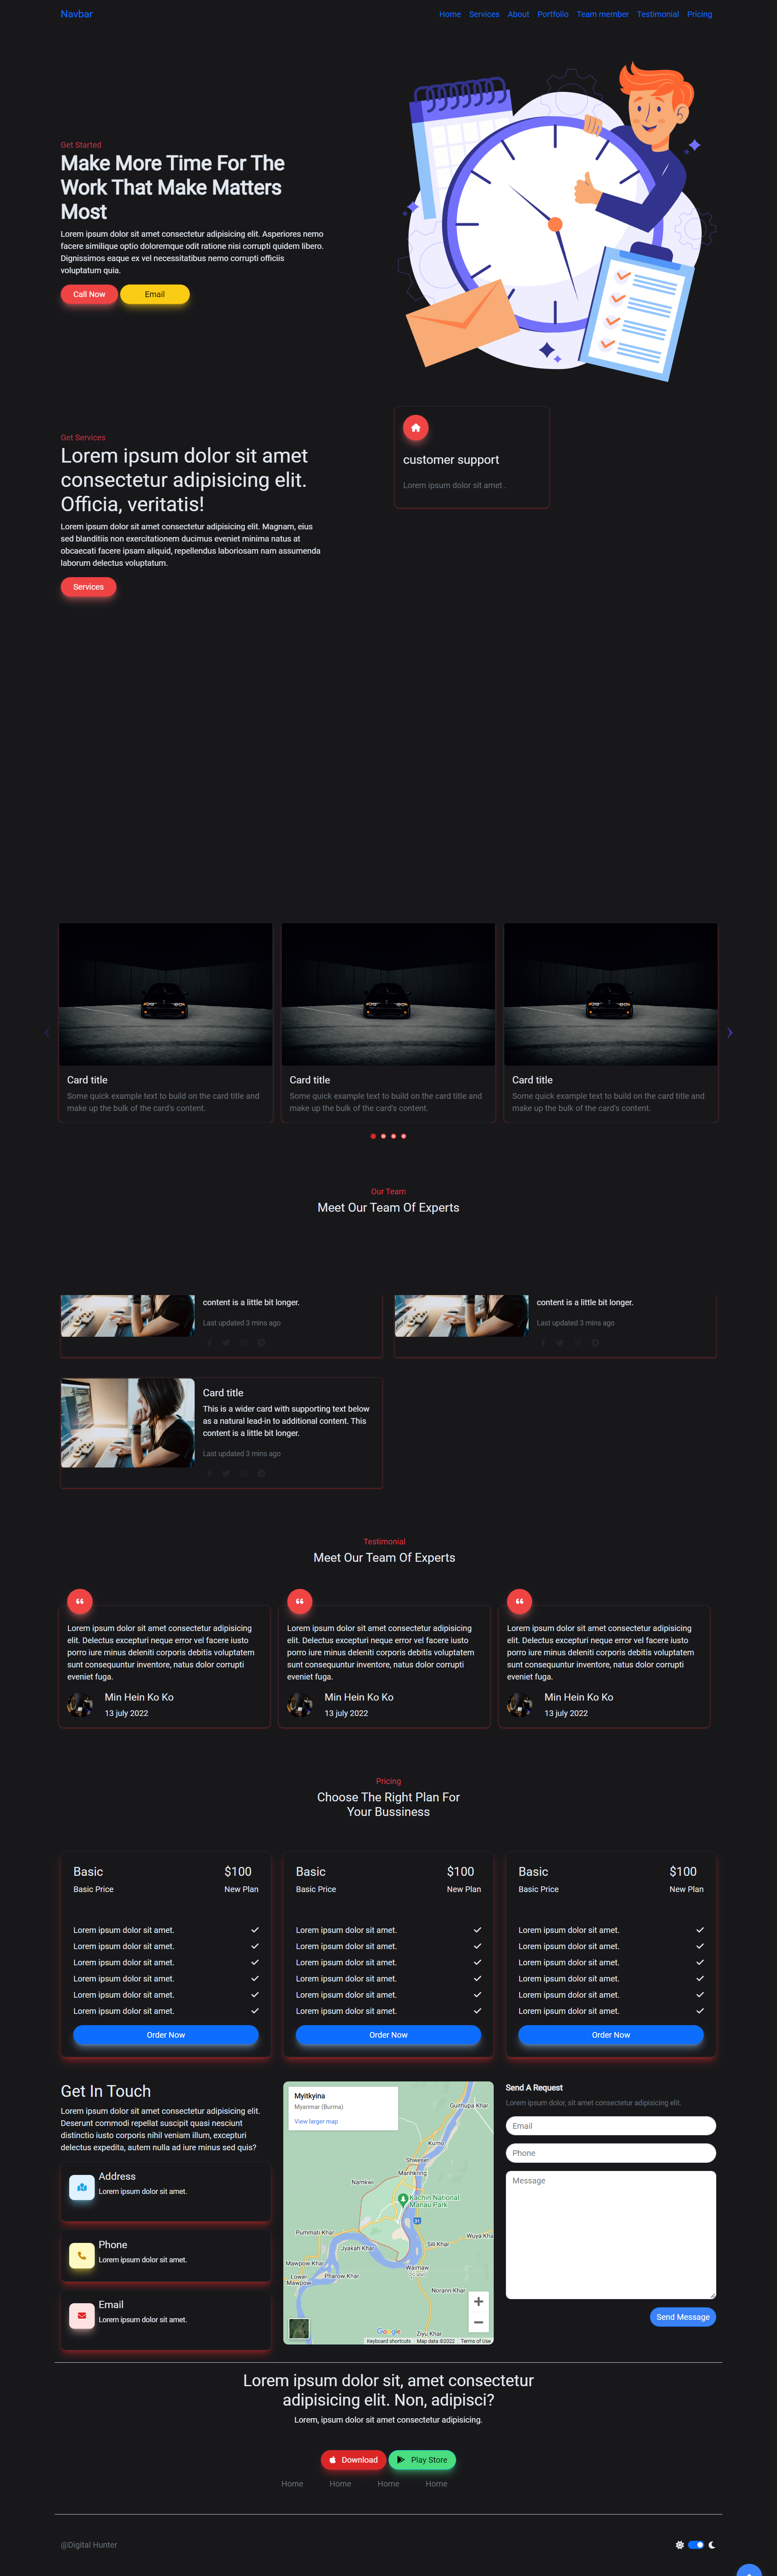 Navbar
Home Services About Portfolio Team member Testimonial Pricing
Get Started
Make More Time For The
Work That Make Matters
Most
Lorem ipsum dolor sit amet consectetur adipisicing elit. Asperiores nemo
facere similique optio doloremque odit ratione nisi corrupti quidem libero.
Dignissimos eaque ex vel necessitatibus nemo corrupti officiis
voluptatum quia.
Call Now Email
Get Services
Lorem ipsum dolor sit amet
consectetur adipisicing elit.
Officia, veritatis!
Lorem ipsum dolor sit amet consectetur adipisicing elit. Magnam, eius
sed blanditiis non exercitationem ducimus eveniet minima natus at
obcaecati facere ipsam aliquid, repellendus laboriosam nam assumenda
laborum delectus voluptatum.
Services
customer support
Lorem ipsum dolor sit amet .
Card title
Some quick example text to build on the card title and
make up the bulk of the card's content.
Card title
Some quick example text to build on the card title and
make up the bulk of the card's content.
Card title
Some quick example text to build on the card title and
make up the bulk of the card's content.
Our Team
Meet Our Team Of Experts
content is a little bit longer.
Last updated 3 mins ago
content is a little bit longer.
Last updated 3 mins ago
Card title
This is a wider card with supporting text below
as a natural lead-in to additional content. This
content is a little bit longer.
Last updated 3 mins ago
Testimonial
Meet Our Team Of Experts
Lorem ipsum dolor sit amet consectetur adipisicing
elit. Delectus excepturi neque error vel facere iusto
porro iure minus deleniti corporis debitis voluptatem
sunt consequuntur inventore, natus dolor corrupti
eveniet fuga.
Min Hein Ko Ko
13 july 2022
Lorem ipsum dolor sit amet consectetur adipisicing
elit. Delectus excepturi neque error vel facere iusto
porro iure minus deleniti corporis debitis voluptatem
sunt consequuntur inventore, natus dolor corrupti
eveniet fuga.
Min Hein Ko Ko
13 july 2022
Lorem ipsum dolor sit amet consectetur adipisicing
elit. Delectus excepturi neque error vel facere iusto
porro iure minus deleniti corporis debitis voluptatem
sunt consequuntur inventore, natus dolor corrupti
eveniet fuga.
Min Hein Ko Ko
13 july 2022
Pricing
Choose The Right Plan For
Your Bussiness
Basic $100
Basic Price New Plan
Lorem ipsum dolor sit amet.
Lorem ipsum dolor sit amet.
Lorem ipsum dolor sit amet.
Lorem ipsum dolor sit amet.
Lorem ipsum dolor sit amet.
Lorem ipsum dolor sit amet.
Order Now
Basic $100
Basic Price New Plan
Lorem ipsum dolor sit amet.
Lorem ipsum dolor sit amet.
Lorem ipsum dolor sit amet.
Lorem ipsum dolor sit amet.
Lorem ipsum dolor sit amet.
Lorem ipsum dolor sit amet.
Order Now
Basic $100
Basic Price New Plan
Lorem ipsum dolor sit amet.
Lorem ipsum dolor sit amet.
Lorem ipsum dolor sit amet.
Lorem ipsum dolor sit amet.
Lorem ipsum dolor sit amet.
Lorem ipsum dolor sit amet.
Order Now
Get In Touch
Lorem ipsum dolor sit amet consectetur adipisicing elit.
Deserunt commodi repellat suscipit quasi nesciunt
distinctio iusto corporis nihil veniam illum, excepturi
delectus expedita, autem nulla ad iure minus sed quis?
Address
Lorem ipsum dolor sit amet.
Phone
Lorem ipsum dolor sit amet.
Email
Lorem ipsum dolor sit amet.
Myitkyina
Myanmar (Burma)
View larger map
Guithupa Khar
Kumo
Shweset
Manhkring
Namkwi
Kachin National
Manau Park
31
Pummati Khar
Wuya Kha
Sili Khar
Jyakah Khar
Mawpow Khar
Waimaw
Lower
Mawpow
Pharow Khar
Norann Khar
Ziyu Khar
Google
Keyboard shortcuts Map data ©2022 Terms of Use
Send A Request
Lorem ipsum dolor, sit amet consectetur adipisicing elit.
Email
Phone
Message
Send Message
Lorem ipsum dolor sit, amet consectetur
adipisicing elit. Non, adipisci?
Lorem, ipsum dolor sit amet consectetur adipisicing.
Download Play Store
Home Home Home Home
@Digital Hunter